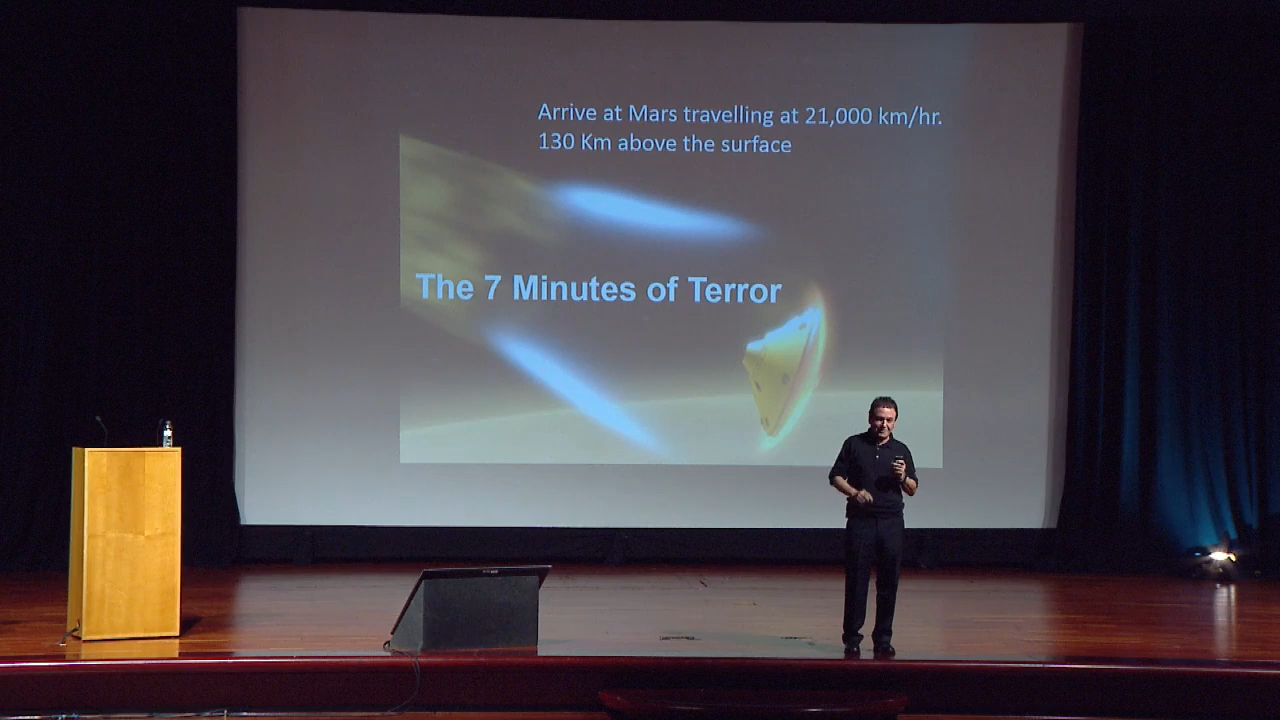 Arrive at Mars travelling at 21,000 km/hr.
130 Km above the surface
The 7 Minutes of Terror